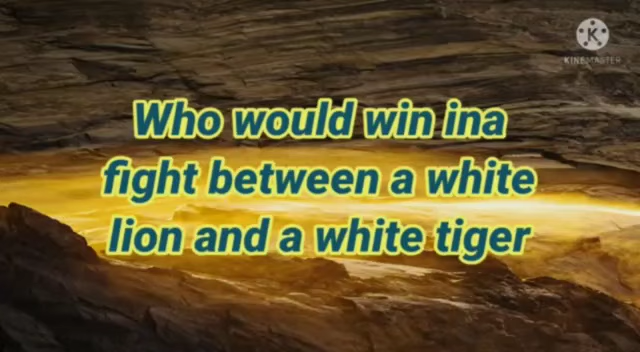 K
KINEMASTER
Who would win ina
fight between a white
lion and a white tiger